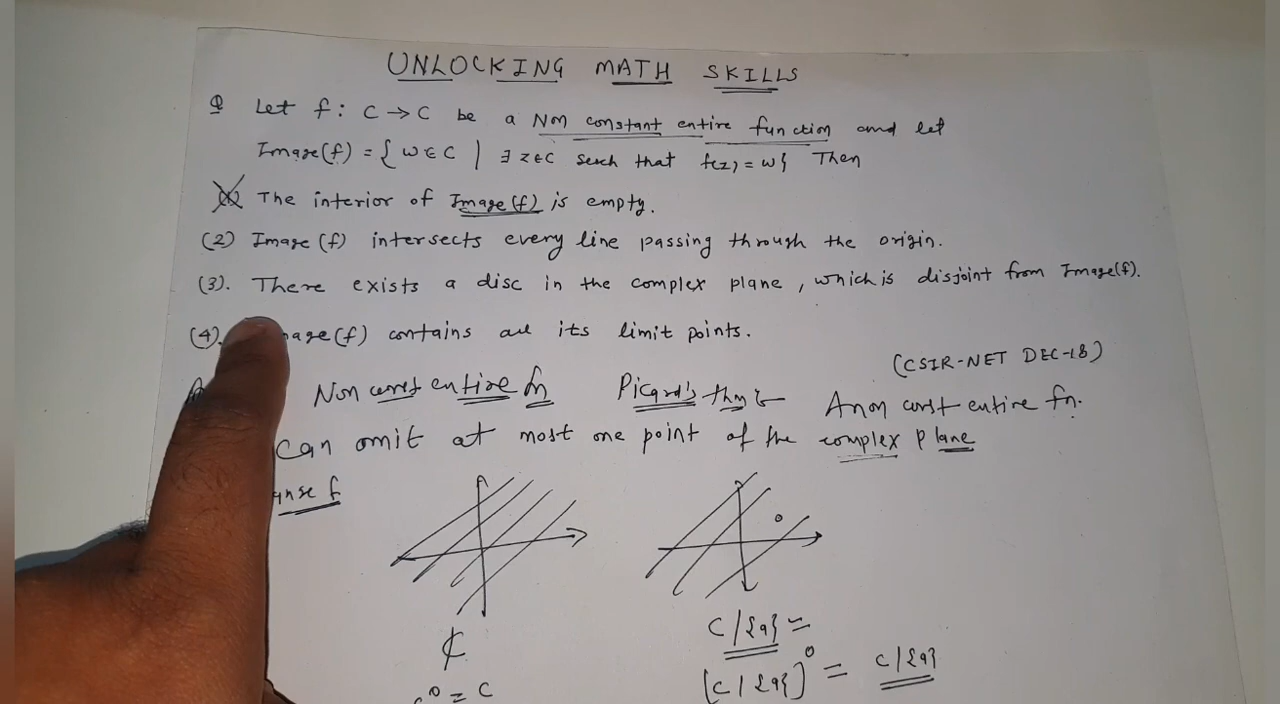 UNLOCKING MATH SKILLS
Q Let f: C → C be a Non constant entire function and let
Image(f) = { w ∈ C | ∃ z ∈ C such that f(z) = w} Then
The interior of Image(f) is empty.
(2) Image (f) intersects every line passing through the origin.
(3). There exists a disc in the complex plane, which is disjoint from Image(f).
(4). Image(f) contains all its limit points.
(CSIR-NET DEC-18)
Non const entire fn Picard's thm A non const entire fn.
can omit at most one point of the complex plane
f
₵
C/{a}
= C
(C/{a})⁰ = C/{a}